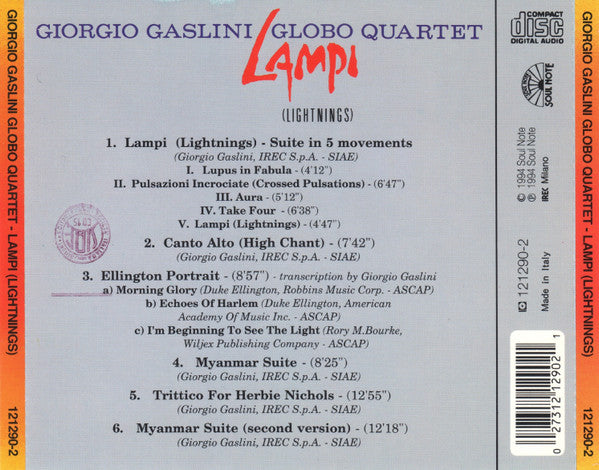 GIORGIO GASLINI GLOBO QUARTET
LAMPI
(LIGHTNINGS)
1. Lampi (Lightnings) - Suite in 5 movements
(Giorgio Gaslini, IREC S.p.A. - SIAE)
I. Lupus in Fabula - (4'12")
II. Pulsazioni Incrociate (Crossed Pulsations) - (6'47")
III. Aura - (5'12")
IV. Take Four - (6'38")
V. Lampi (Lightnings) - (4'47")
2. Canto Alto (High Chant) - (7'42")
(Giorgio Gaslini, IREC S.p.A. - SIAE)
3. Ellington Portrait - (8'57") - transcription by Giorgio Gaslini
a) Morning Glory (Duke Ellington, Robbins Music Corp. - ASCAP)
b) Echoes Of Harlem (Duke Ellington, American
Academy Of Music Inc. - ASCAP)
c) I'm Beginning To See The Light (Rory M.Bourke,
Wiljex Publishing Company - ASCAP)
4. Myanmar Suite - (8'25")
(Giorgio Gaslini, IREC S.p.A. - SIAE)
5. Trittico For Herbie Nichols - (12'55")
(Giorgio Gaslini, IREC S.p.A. - SIAE)
6. Myanmar Suite (second version) - (12'18")
(Giorgio Gaslini, IREC S.p.A. - SIAE)
COMPACT
disc
DIGITAL AUDIO
SOUL NOTE
℗ 1994 Soul Note
© 1994 Soul Note
IREC Milano
121290-2
Made in Italy
0 27312 12902 1
GIORGIO GASLINI GLOBO QUARTET - LAMPI (LIGHTNINGS)
121290-2
GIORGIO GASLINI GLOBO QUARTET - LAMPI (LIGHTNINGS)
121290-2